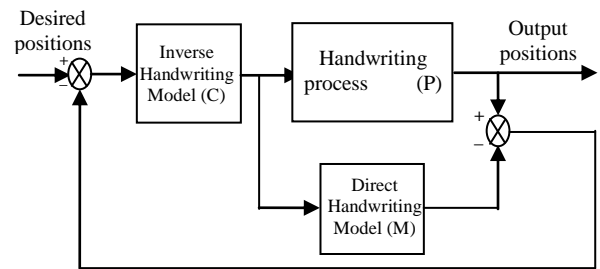 Desired
positions
+
−
Inverse
Handwriting
Model (C)
Handwriting
process (P)
Output
positions
+
−
Direct
Handwriting
Model (M)